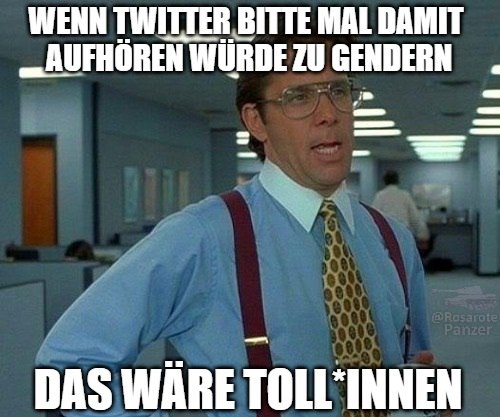 WENN TWITTER BITTE MAL DAMIT
AUFHÖREN WÜRDE ZU GENDERN
@Rosarote
Panzer
DAS WÄRE TOLL*INNEN